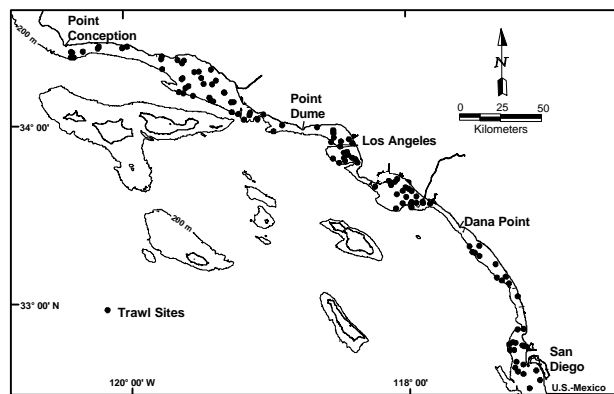 200 m
Point
Conception
N
Point
Dume
0 25 50
Kilometers
34° 00'
Los Angeles
200 m
Dana Point
33° 00' N
Trawl Sites
San
Diego
U.S.-Mexico
120° 00' W
118° 00'